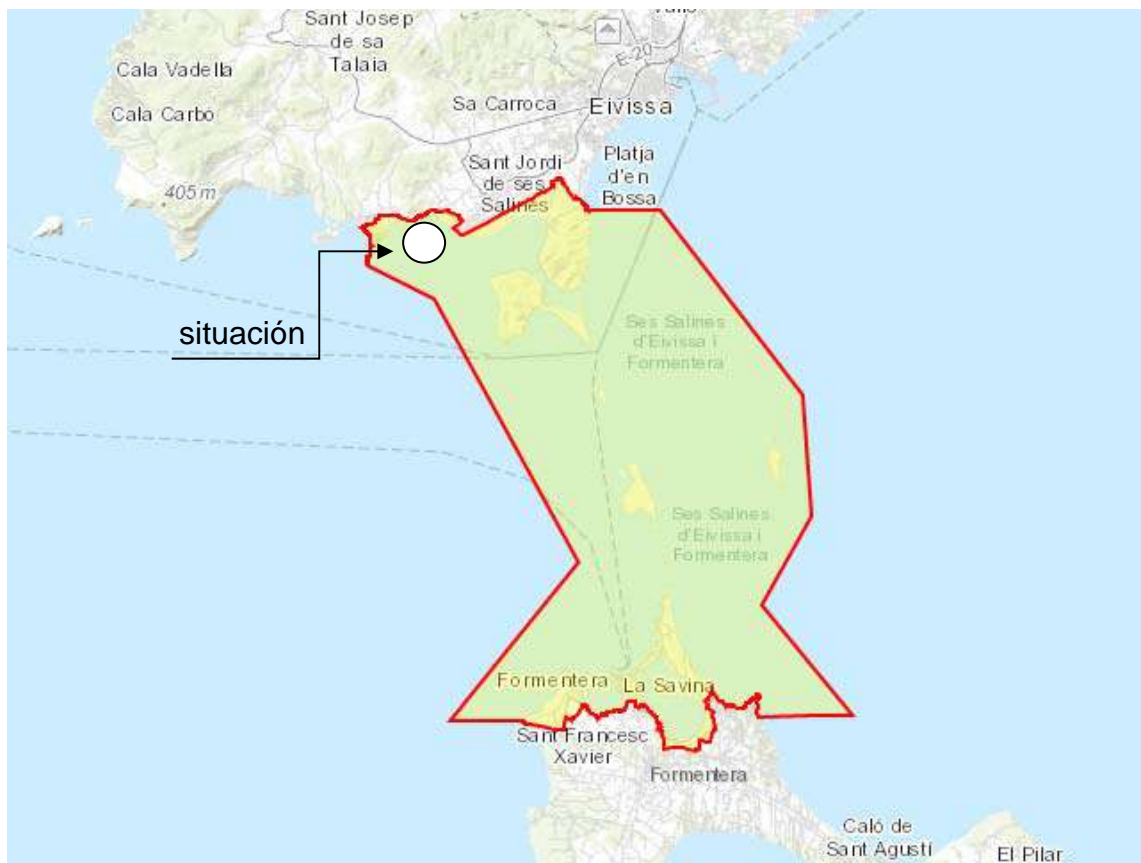 Sant Josep
de sa
Talaia
Cala Vadella
Cala Carbó
E-20
Sa Carroca
Eivissa
Sant Jordi
de ses
Salines
Platja
d'en
Bossa
405 m
situación
Ses Salines
d'Eivissa i
Formentera
Ses Salines
d'Eivissa i
Formentera
Formentera
La Savina
Sant Francesc
Xavier
Formentera
Caló de
Sant Agustí
El Pilar